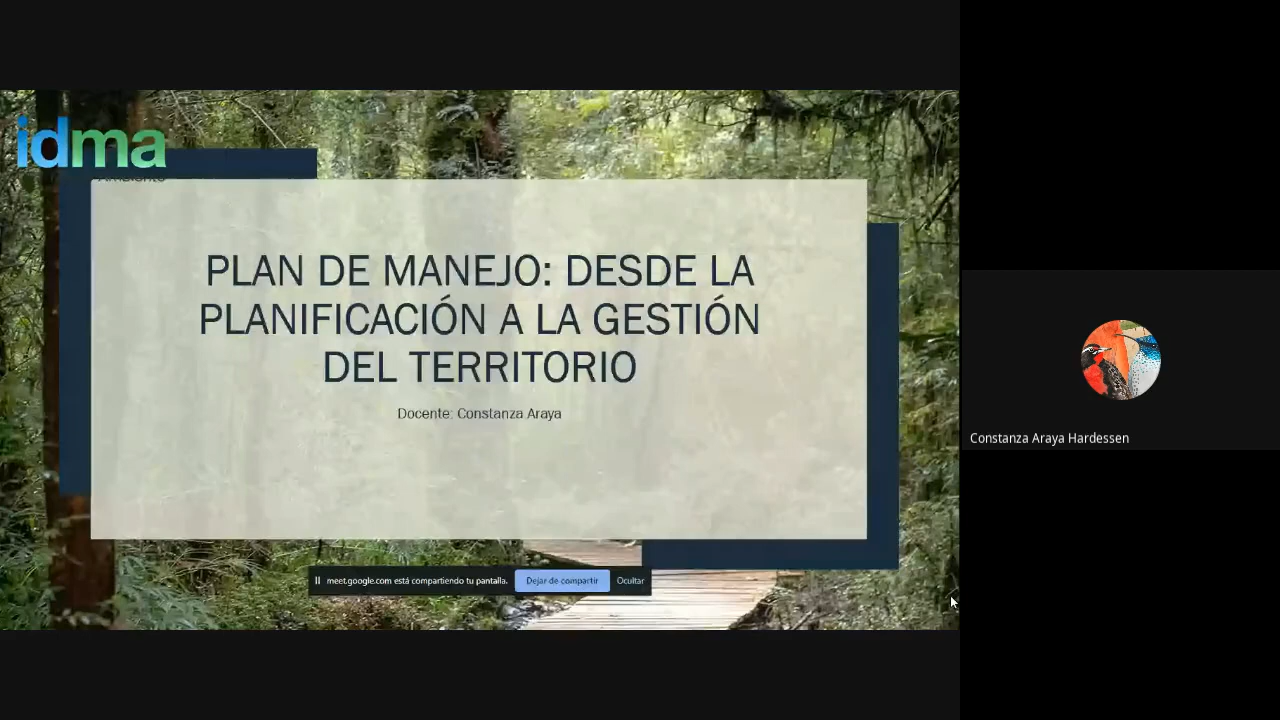 idma
Ambiente
PLAN DE MANEJO: DESDE LA
PLANIFICACIÓN A LA GESTIÓN
DEL TERRITORIO
Docente: Constanza Araya
meet.google.com está compartiendo tu pantalla. Dejar de compartir Ocultar
Constanza Araya Hardessen